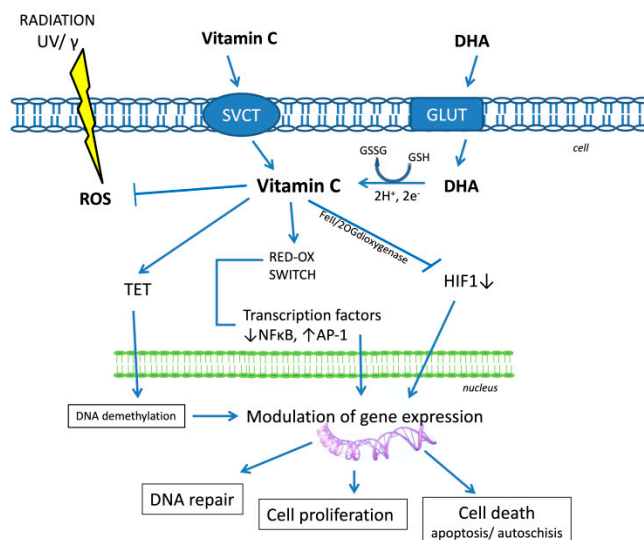 RADIATION
UV/ γ
Vitamin C
DHA
SVCT
GLUT
cell
GSSG
GSH
ROS
Vitamin C
2H⁺, 2e⁻
DHA
FeII/2OGdioxygenase
RED-OX
SWITCH
TET
HIF1↓
Transcription factors
↓NFκB, ↑AP-1
nucleus
DNA demethylation
Modulation of gene expression
DNA repair
Cell proliferation
Cell death
apoptosis/ autoschisis